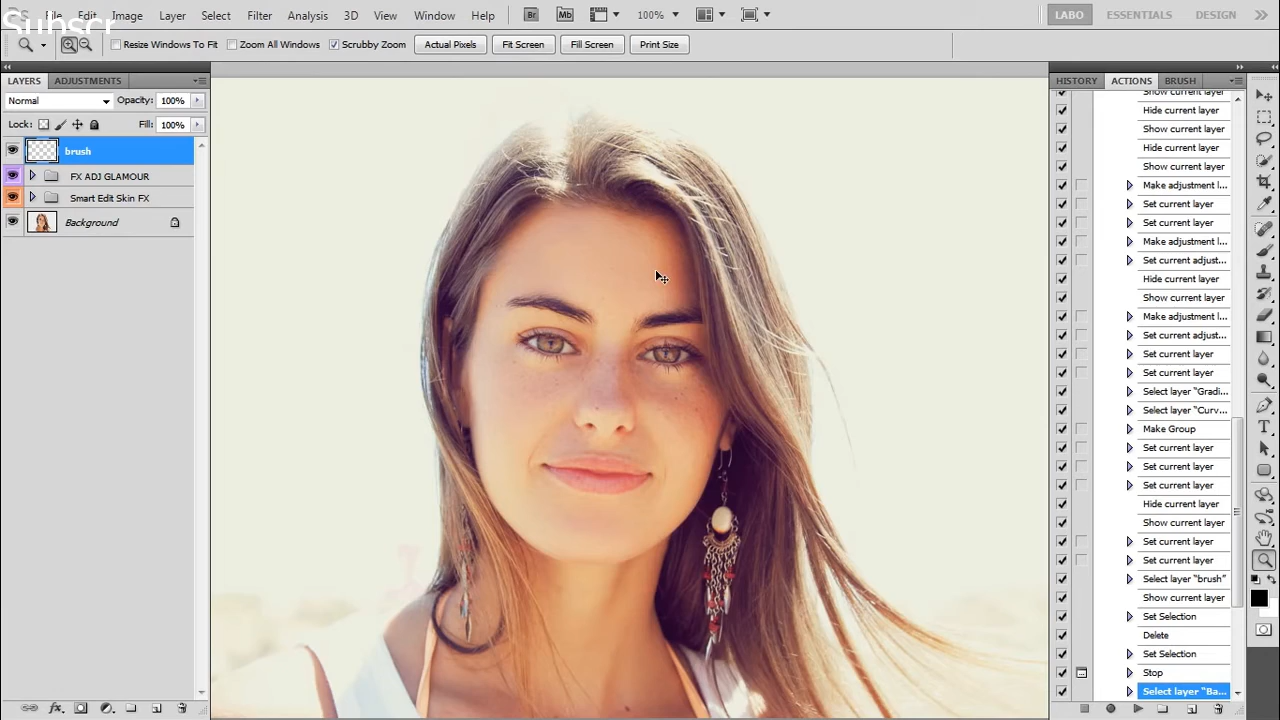 Subscr
File Edit Image Layer Select Filter Analysis 3D View Window Help Br Mb 100% LABO ESSENTIALS DESIGN
Resize Windows To Fit Zoom All Windows Scrubby Zoom Actual Pixels Fit Screen Fill Screen Print Size
LAYERS ADJUSTMENTS
Normal Opacity: 100%
Lock: Fill: 100%
brush
FX ADJ GLAMOUR
Smart Edit Skin FX
Background
fx
HISTORY ACTIONS BRUSH
Show current layer
Hide current layer
Show current layer
Hide current layer
Show current layer
Make adjustment l...
Set current layer
Set current layer
Make adjustment l...
Set current adjust...
Hide current layer
Show current layer
Make adjustment l...
Set current adjust...
Set current layer
Set current layer
Select layer "Gradi...
Select layer "Curv...
Make Group
Set current layer
Set current layer
Set current layer
Hide current layer
Show current layer
Set current layer
Set current layer
Select layer "brush"
Show current layer
Set Selection
Delete
Set Selection
Stop
Select layer "Ba...
T